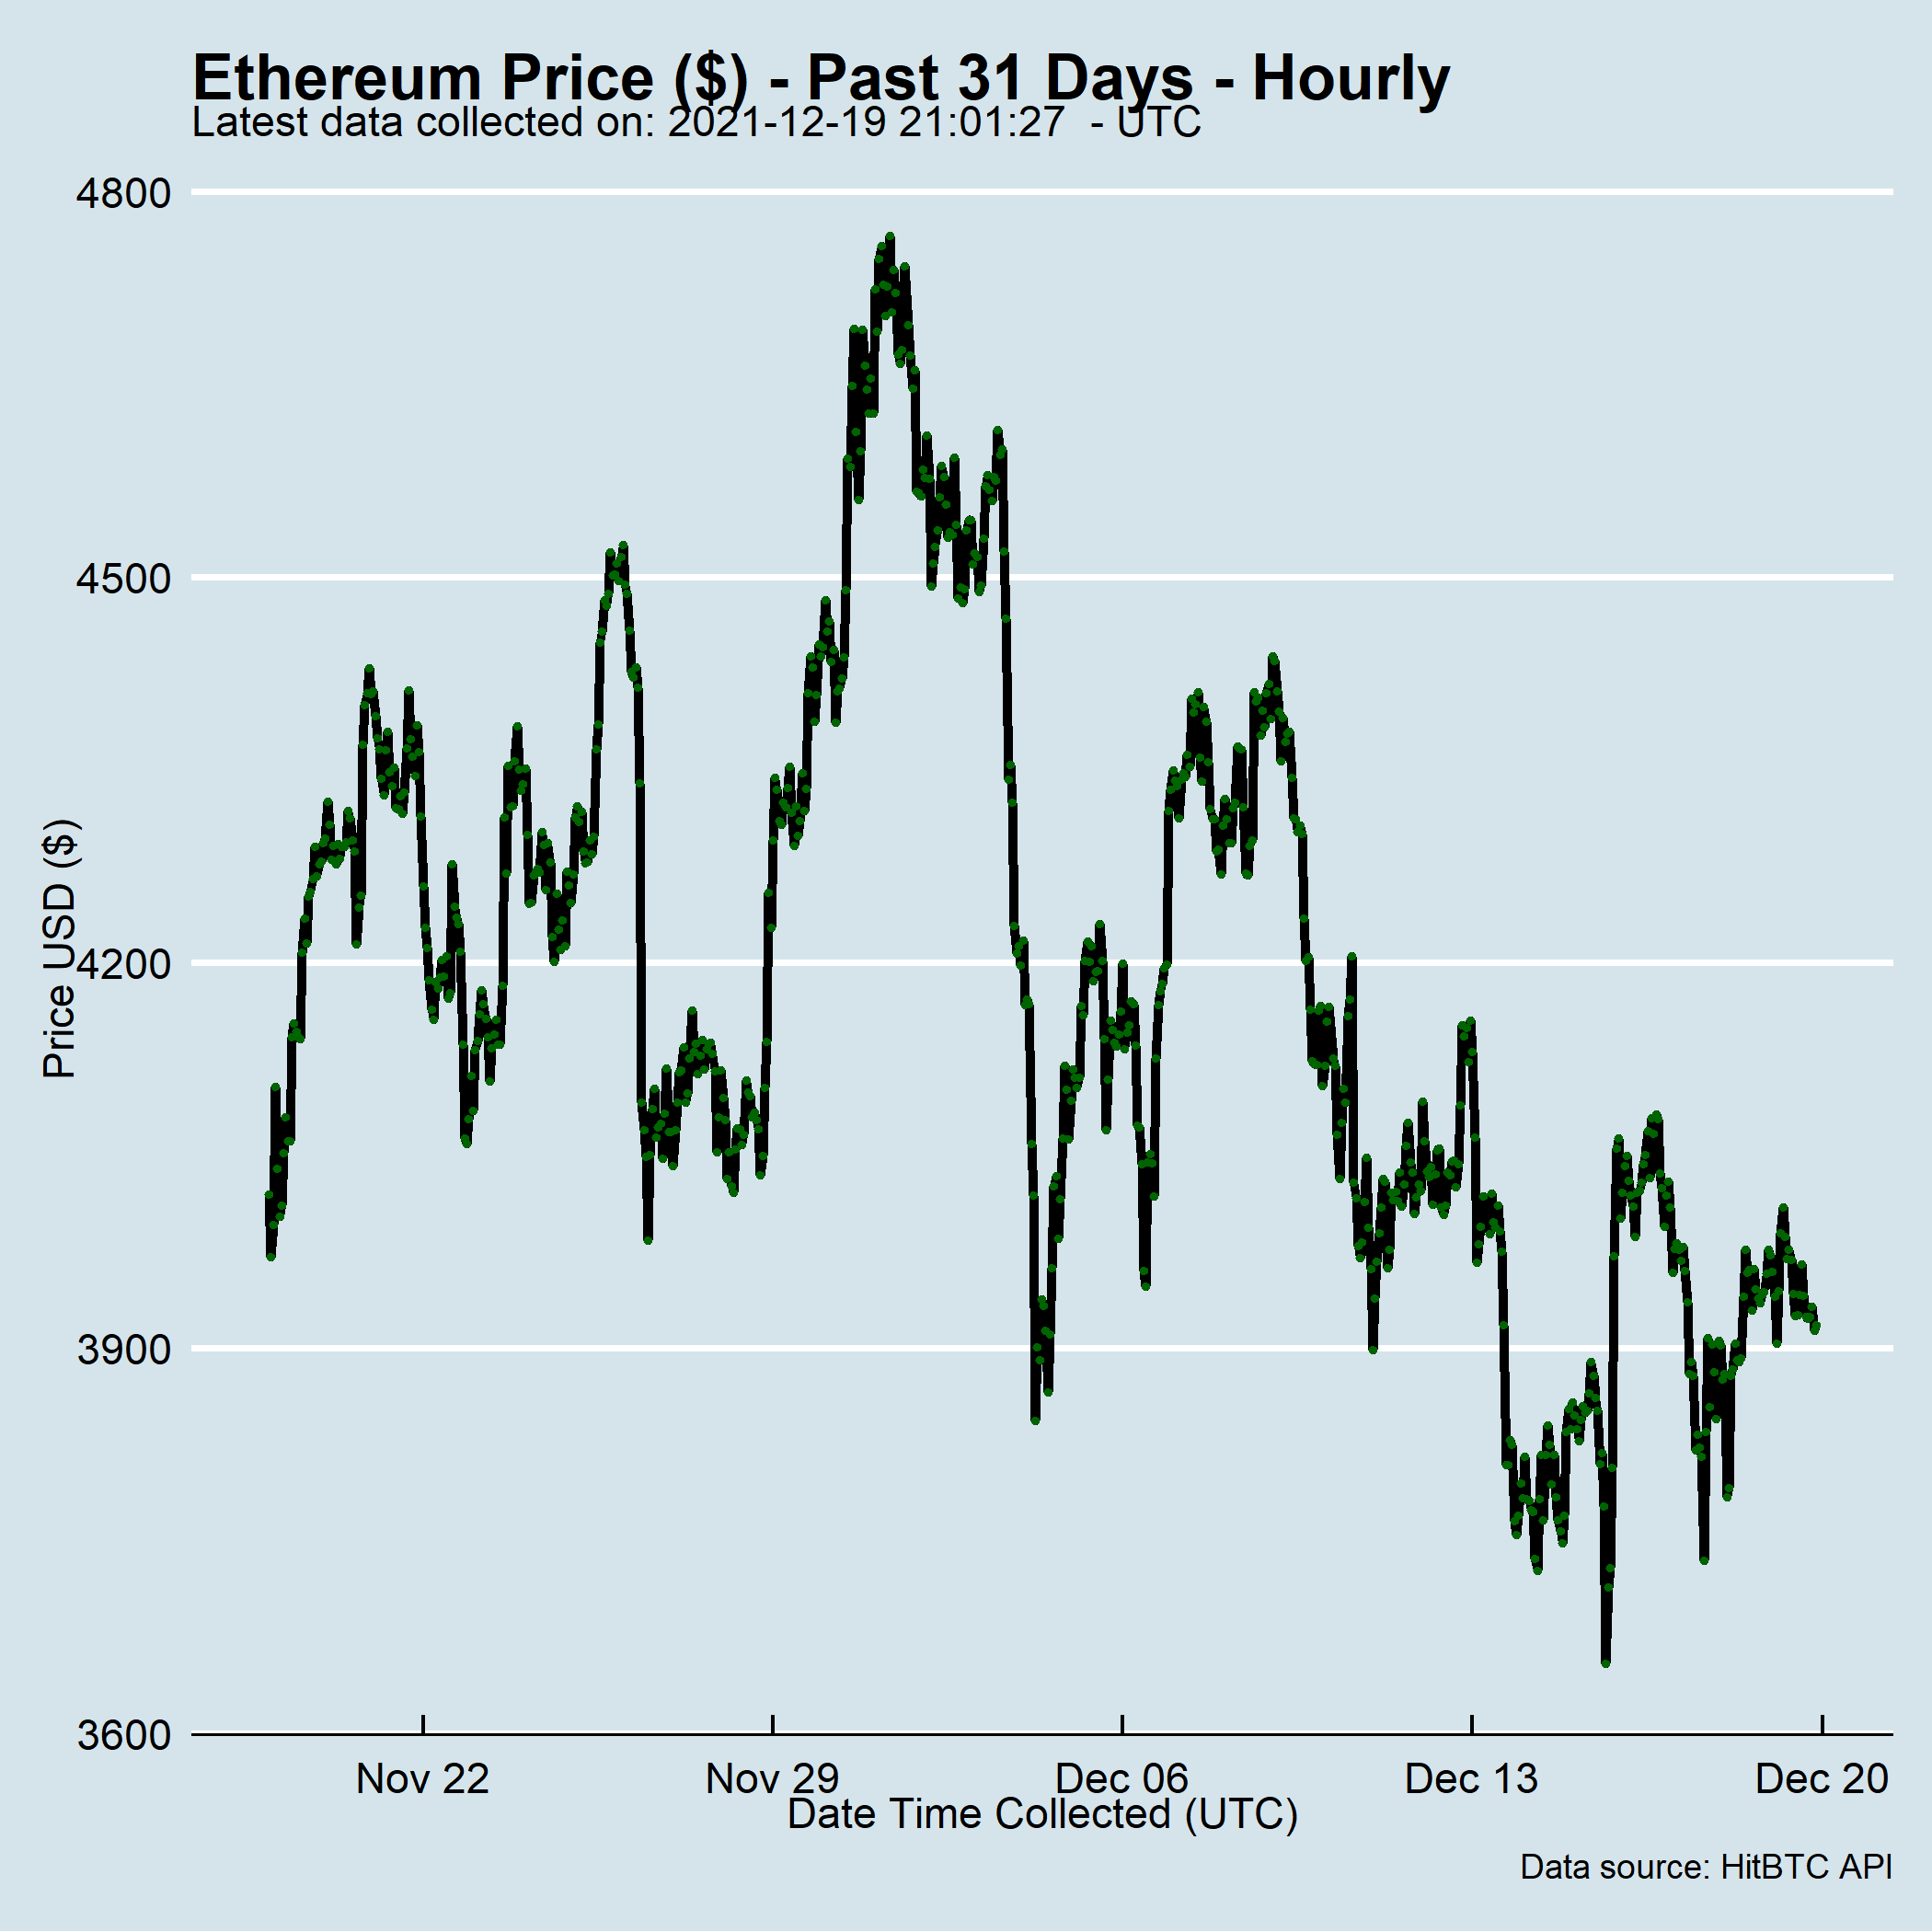 Ethereum Price ($) - Past 31 Days - Hourly
Latest data collected on: 2021-12-19 21:01:27  - UTC
4800
4500
4200
3900
3600
Price USD ($)
Nov 22
Nov 29
Dec 06
Dec 13
Dec 20
Date Time Collected (UTC)
Data source: HitBTC API